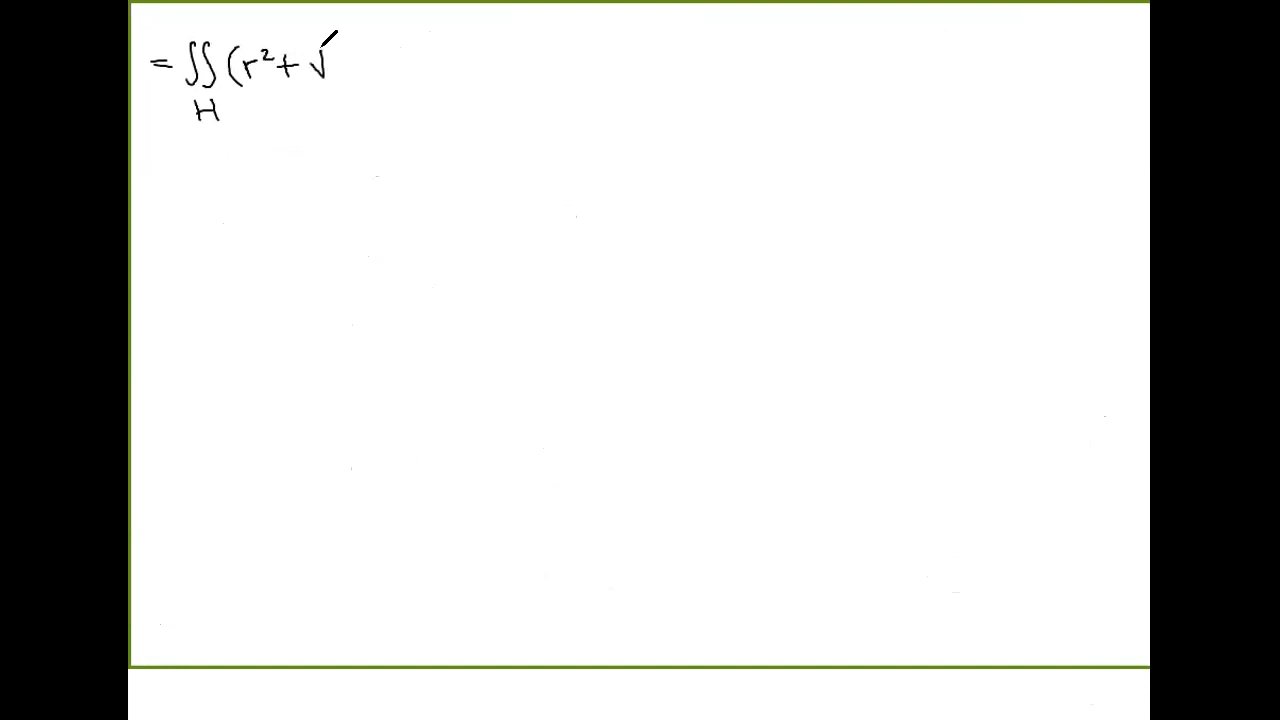 = ∬ (r² + √
H